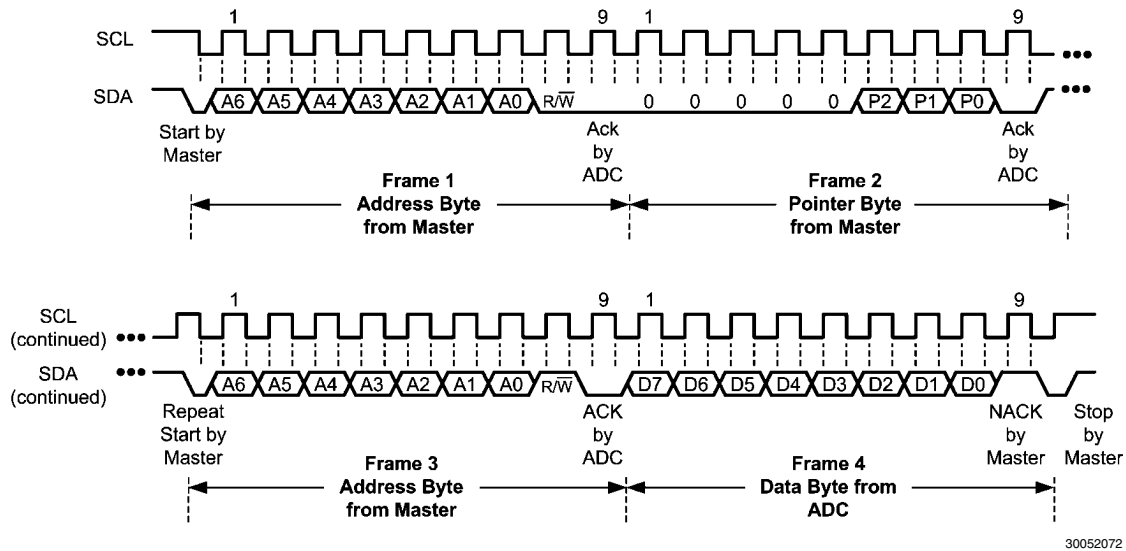 1 9 1 9
SCL
SDA A6 A5 A4 A3 A2 A1 A0 R/W̅ 0 0 0 0 0 P2 P1 P0
Start by
Master
Ack
by
ADC
Ack
by
ADC
Frame 1
Address Byte
from Master
Frame 2
Pointer Byte
from Master
1 9 1 9
SCL
(continued)
SDA
(continued)
A6 A5 A4 A3 A2 A1 A0 R/W̅ D7 D6 D5 D4 D3 D2 D1 D0
Repeat
Start by
Master
ACK
by
ADC
NACK
by
Master
Stop
by
Master
Frame 3
Address Byte
from Master
Frame 4
Data Byte from
ADC
30052072